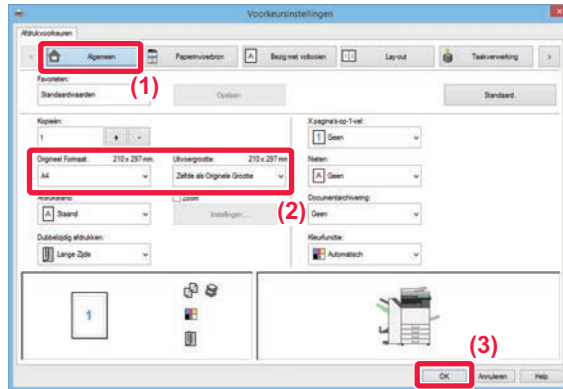 Voorkeursinstellingen
Afdrukvoorkeuren
Algemeen
Papierinvoerbron
Bezig met voltooien
Lay-out
Taakverwerking
(1)
Favorieten:
Standaardwaarden
Opslaan
Standaard
Kopieën:
1
+ -
X pagina's-op-1-vel:
1 Geen
Origineel Formaat: 210 x 297 mm.
A4
Uitvoergrootte: 210 x 297 mm
Zelfde als Originele Grootte
Nieten:
A Geen
(2)
Afdrukstand:
A Staand
Zoom
Instellingen...
Documentarchivering:
Geen
Dubbelzijdig afdrukken:
Lange Zijde
Kleurfunctie:
Automatisch
1
(3)
OK
Annuleren
Help